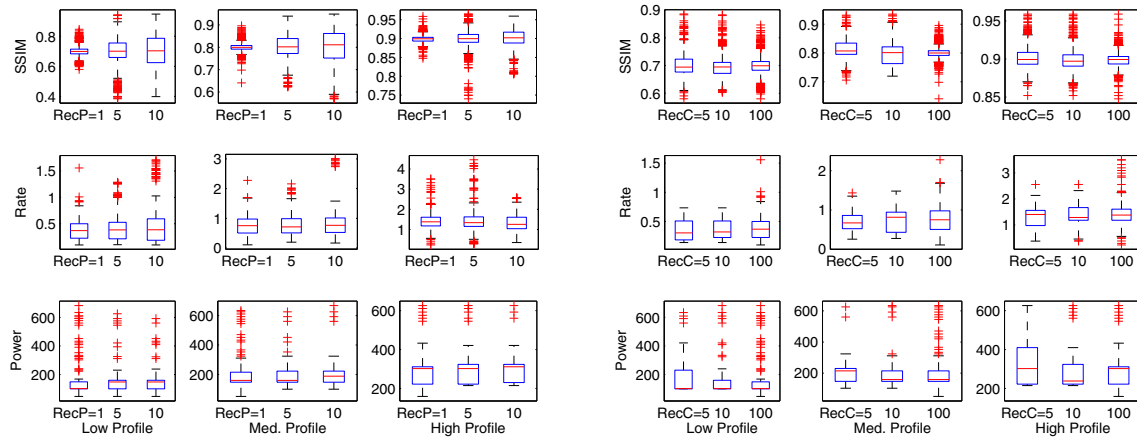 SSIM
0.8
0.6
0.4
RecP=1 5 10
0.9
0.8
0.7
0.6
RecP=1 5 10
0.95
0.9
0.85
0.8
0.75
RecP=1 5 10
SSIM
0.9
0.8
0.7
0.6
RecC=5 10 100
0.9
0.8
0.7
RecC=5 10 100
0.95
0.9
0.85
RecC=5 10 100
Rate
1.5
1
0.5
RecP=1 5 10
3
2
1
0
RecP=1 5 10
4
3
2
1
RecP=1 5 10
Rate
1.5
1
0.5
RecC=5 10 100
2
1
0
RecC=5 10 100
3
2
1
RecC=5 10 100
Power
600
400
200
RecP=1 5 10
Low Profile
600
400
200
RecP=1 5 10
Med. Profile
600
400
200
RecP=1 5 10
High Profile
Power
600
400
200
RecC=5 10 100
Low Profile
800
600
400
200
RecC=5 10 100
Med. Profile
600
400
200
RecC=5 10 100
High Profile